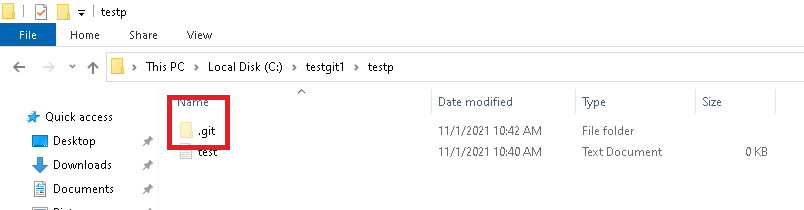 testp
File Home Share View
This PC Local Disk (C:) testgit1 testp
Name Date modified Type Size
Quick access
.git 11/1/2021 10:42 AM File folder
Desktop
test 11/1/2021 10:40 AM Text Document 0 KB
Downloads
Documents